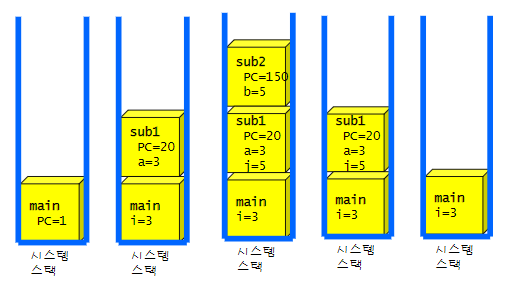 main
PC=1
시스템
스택
sub1
PC=20
a=3
main
i=3
시스템
스택
sub2
PC=150
b=5
sub1
PC=20
a=3
j=5
main
i=3
시스템
스택
sub1
PC=20
a=3
j=5
main
i=3
시스템
스택
main
i=3
시스템
스택